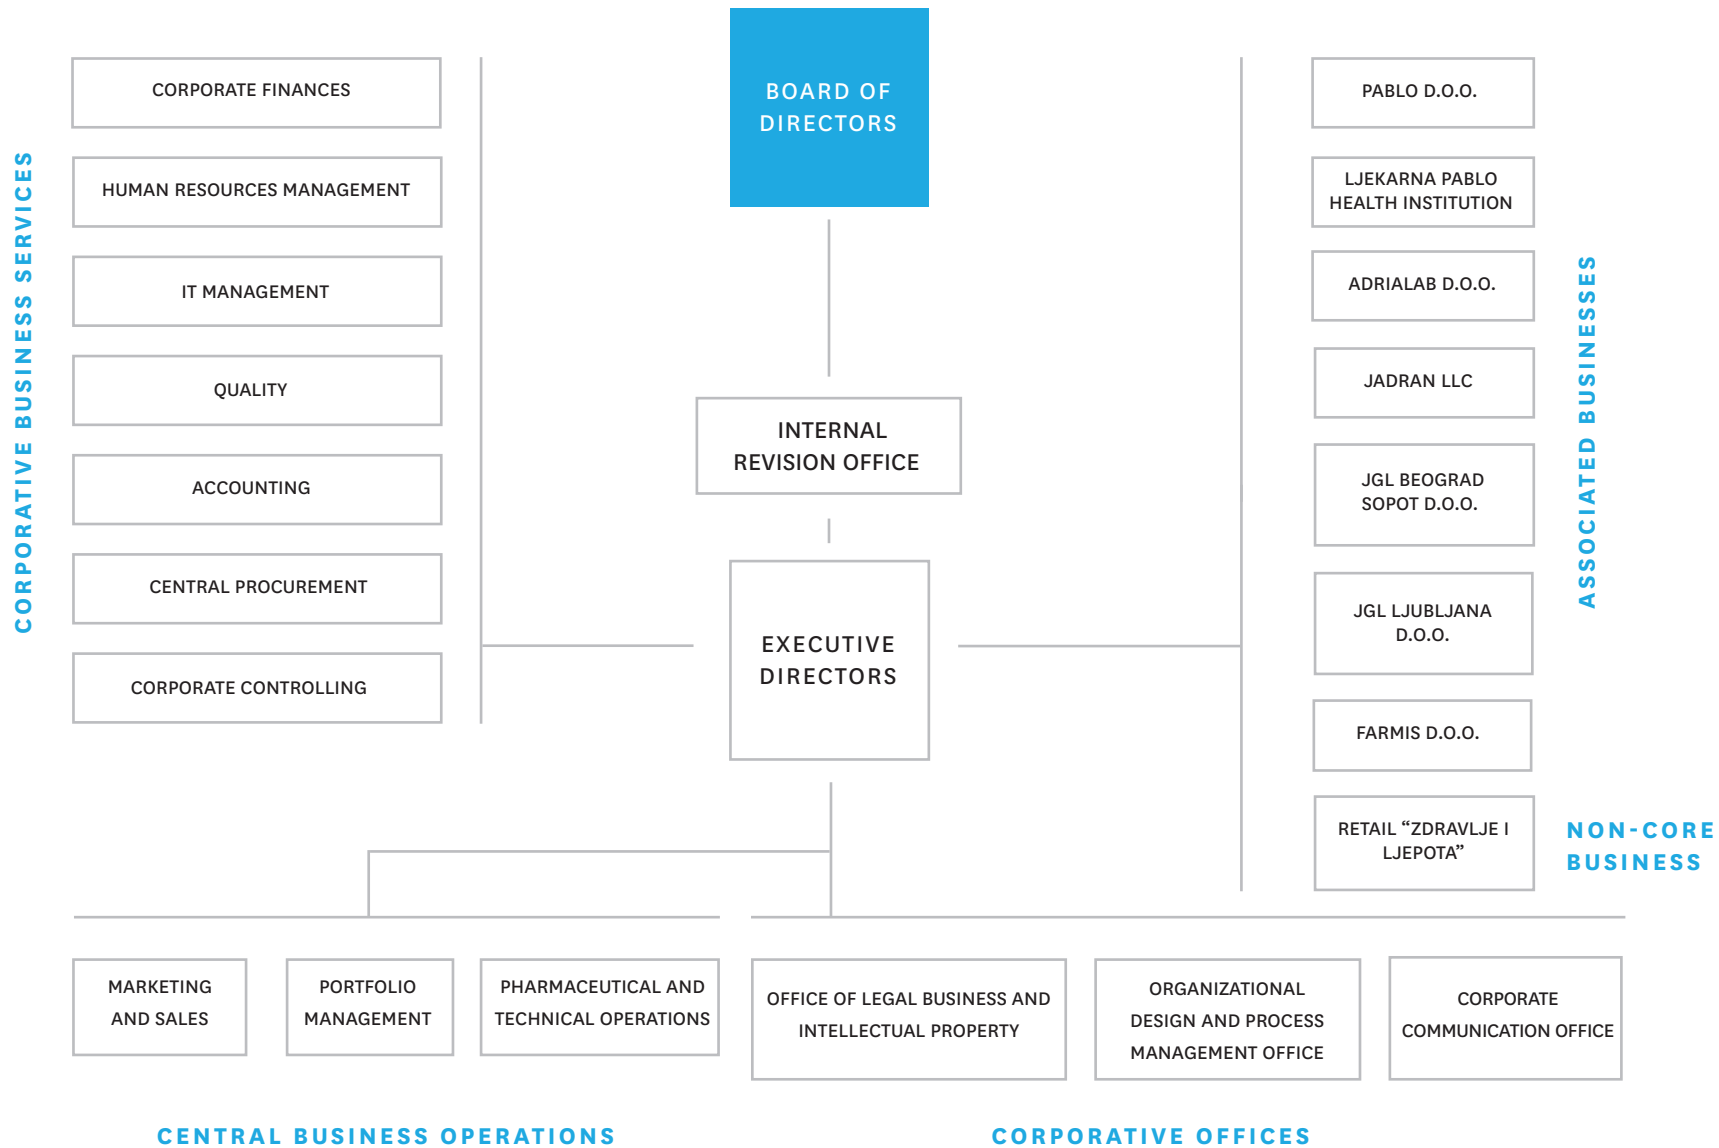 BOARD OF
DIRECTORS
INTERNAL
REVISION OFFICE
EXECUTIVE
DIRECTORS
CORPORATIVE BUSINESS SERVICES
CORPORATE FINANCES
HUMAN RESOURCES MANAGEMENT
IT MANAGEMENT
QUALITY
ACCOUNTING
CENTRAL PROCUREMENT
CORPORATE CONTROLLING
PABLO D.O.O.
LJEKARNA PABLO
HEALTH INSTITUTION
ADRIALAB D.O.O.
JADRAN LLC
JGL BEOGRAD
SOPOT D.O.O.
JGL LJUBLJANA
D.O.O.
FARMIS D.O.O.
ASSOCIATED BUSINESSES
RETAIL “ZDRAVLJE I
LJEPOTA”
NON-CORE
BUSINESS
MARKETING
AND SALES
PORTFOLIO
MANAGEMENT
PHARMACEUTICAL AND
TECHNICAL OPERATIONS
CENTRAL BUSINESS OPERATIONS
OFFICE OF LEGAL BUSINESS AND
INTELLECTUAL PROPERTY
ORGANIZATIONAL
DESIGN AND PROCESS
MANAGEMENT OFFICE
CORPORATE
COMMUNICATION OFFICE
CORPORATIVE OFFICES